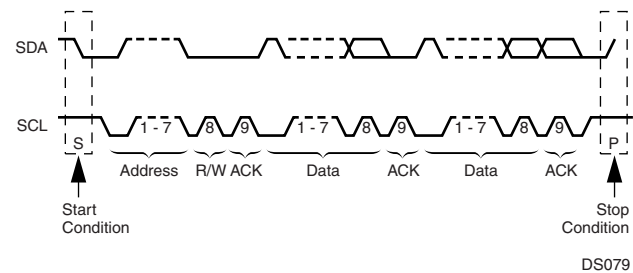 SDA
SCL
1 - 7 8 9 1 - 7 8 9 1 - 7 8 9
S P
Address R/W ACK Data ACK Data ACK
Start
Condition
Stop
Condition
DS079